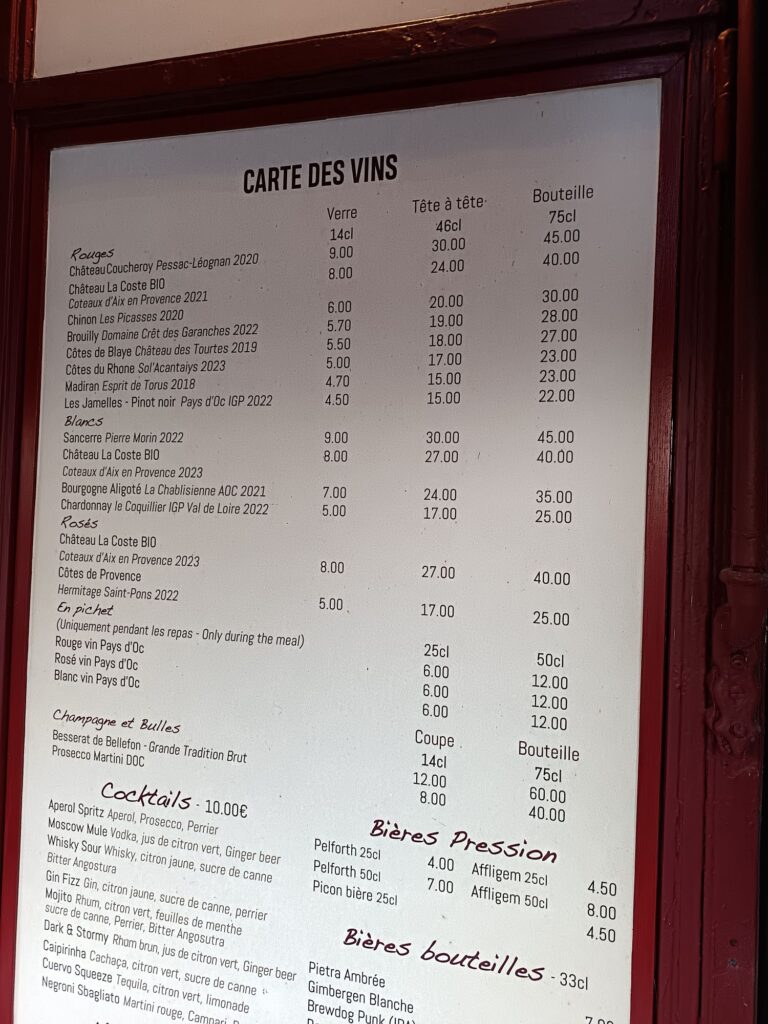 CARTE DES VINS
Verre Tête à tête Bouteille
14cl 46cl 75cl
Rouges
Château Coucheroy Pessac-Léognan 2020 9.00 30.00 45.00
Château La Coste BIO 8.00 24.00 40.00
Coteaux d'Aix en Provence 2021
Chinon Les Picasses 2020 6.00 20.00 30.00
Brouilly Domaine Crêt des Garanches 2022 5.70 19.00 28.00
Côtes de Blaye Château des Tourtes 2019 5.50 18.00 27.00
Côtes du Rhone Sol'Acantaiys 2023 5.00 17.00 23.00
Madiran Esprit de Torus 2018 4.70 15.00 23.00
Les Jamelles - Pinot noir Pays d'Oc IGP 2022 4.50 15.00 22.00
Blancs
Sancerre Pierre Morin 2022 9.00 30.00 45.00
Château La Coste BIO 8.00 27.00 40.00
Coteaux d'Aix en Provence 2023
Bourgogne Aligoté La Chablisienne AOC 2021 7.00 24.00 35.00
Chardonnay le Coquillier IGP Val de Loire 2022 5.00 17.00 25.00
Rosés
Château La Coste BIO
Coteaux d'Aix en Provence 2023 8.00 27.00 40.00
Côtes de Provence
Hermitage Saint-Pons 2022 5.00 17.00 25.00
En pichet
(Uniquement pendant les repas - Only during the meal) 25cl 50cl
Rouge vin Pays d'Oc 6.00 12.00
Rosé vin Pays d'Oc 6.00 12.00
Blanc vin Pays d'Oc 6.00 12.00
Champagne et Bulles Coupe Bouteille
14cl 75cl
Besserat de Bellefon - Grande Tradition Brut 12.00 60.00
Prosecco Martini DOC 8.00 40.00
Cocktails - 10.00€
Aperol Spritz Aperol, Prosecco, Perrier
Moscow Mule Vodka, jus de citron vert, Ginger beer
Whisky Sour Whisky, citron jaune, sucre de canne
Bitter Angostura
Gin Fizz Gin, citron jaune, sucre de canne, perrier
Mojito Rhum, citron vert, feuilles de menthe
sucre de canne, Perrier, Bitter Angosutra
Dark & Stormy Rhum brun, jus de citron vert, Ginger beer
Caipirinha Cachaça, citron vert, sucre de canne
Cuervo Squeeze Tequila, citron vert, limonade
Negroni Sbagliato Martini rouge, Campari,
Bières Pression
Pelforth 25cl 4.00 Affligem 25cl 4.50
Pelforth 50cl 7.00 Affligem 50cl 8.00
Picon bière 25cl 4.50
Bières bouteilles - 33cl
Pietra Ambrée
Gimbergen Blanche
Brewdog Punk (IPA)